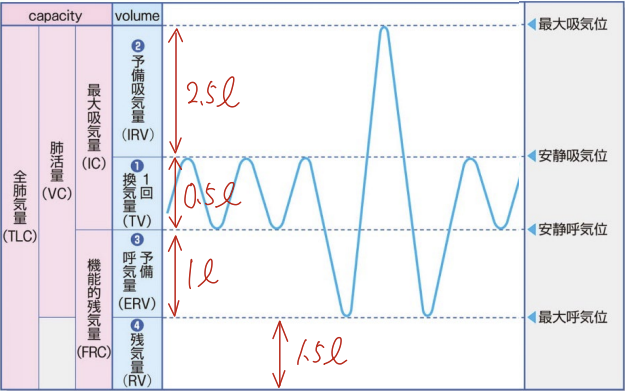 capacity
volume
全肺気量
(TLC)
肺活量
(VC)
最大吸気量
(IC)
機能的残気量
(FRC)
❷
予備吸気量
(IRV)
❶
1回
換気量
(TV)
❸
予備
呼気量
(ERV)
❹
残気量
(RV)
2.5l
0.5l
1l
1.5l
最大吸気位
安静吸気位
安静呼気位
最大呼気位